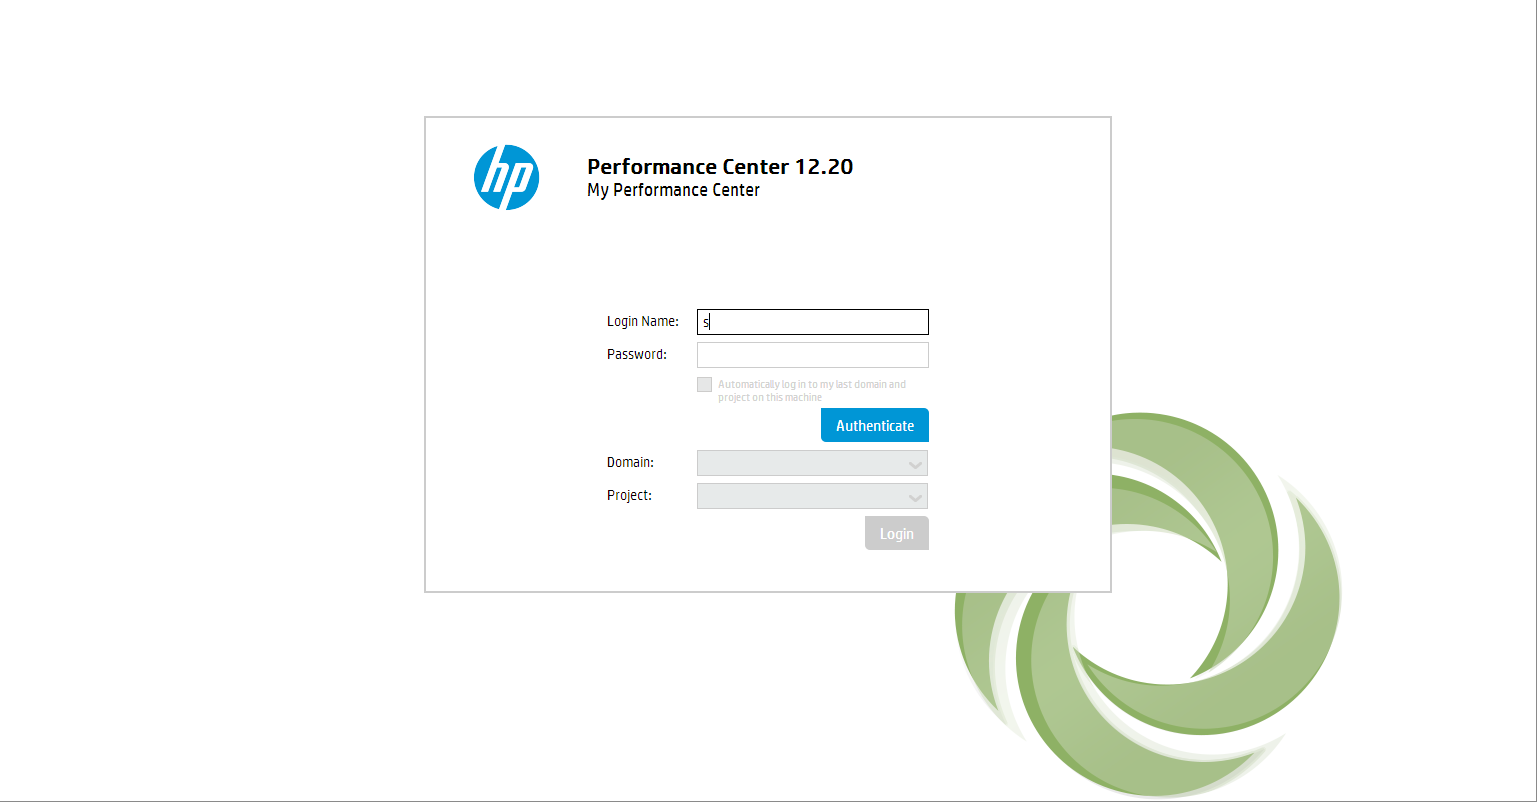 hp
Performance Center 12.20
My Performance Center
Login Name: s
Password:
Automatically log in to my last domain and
project on this machine
Authenticate
Domain:
Project:
Login